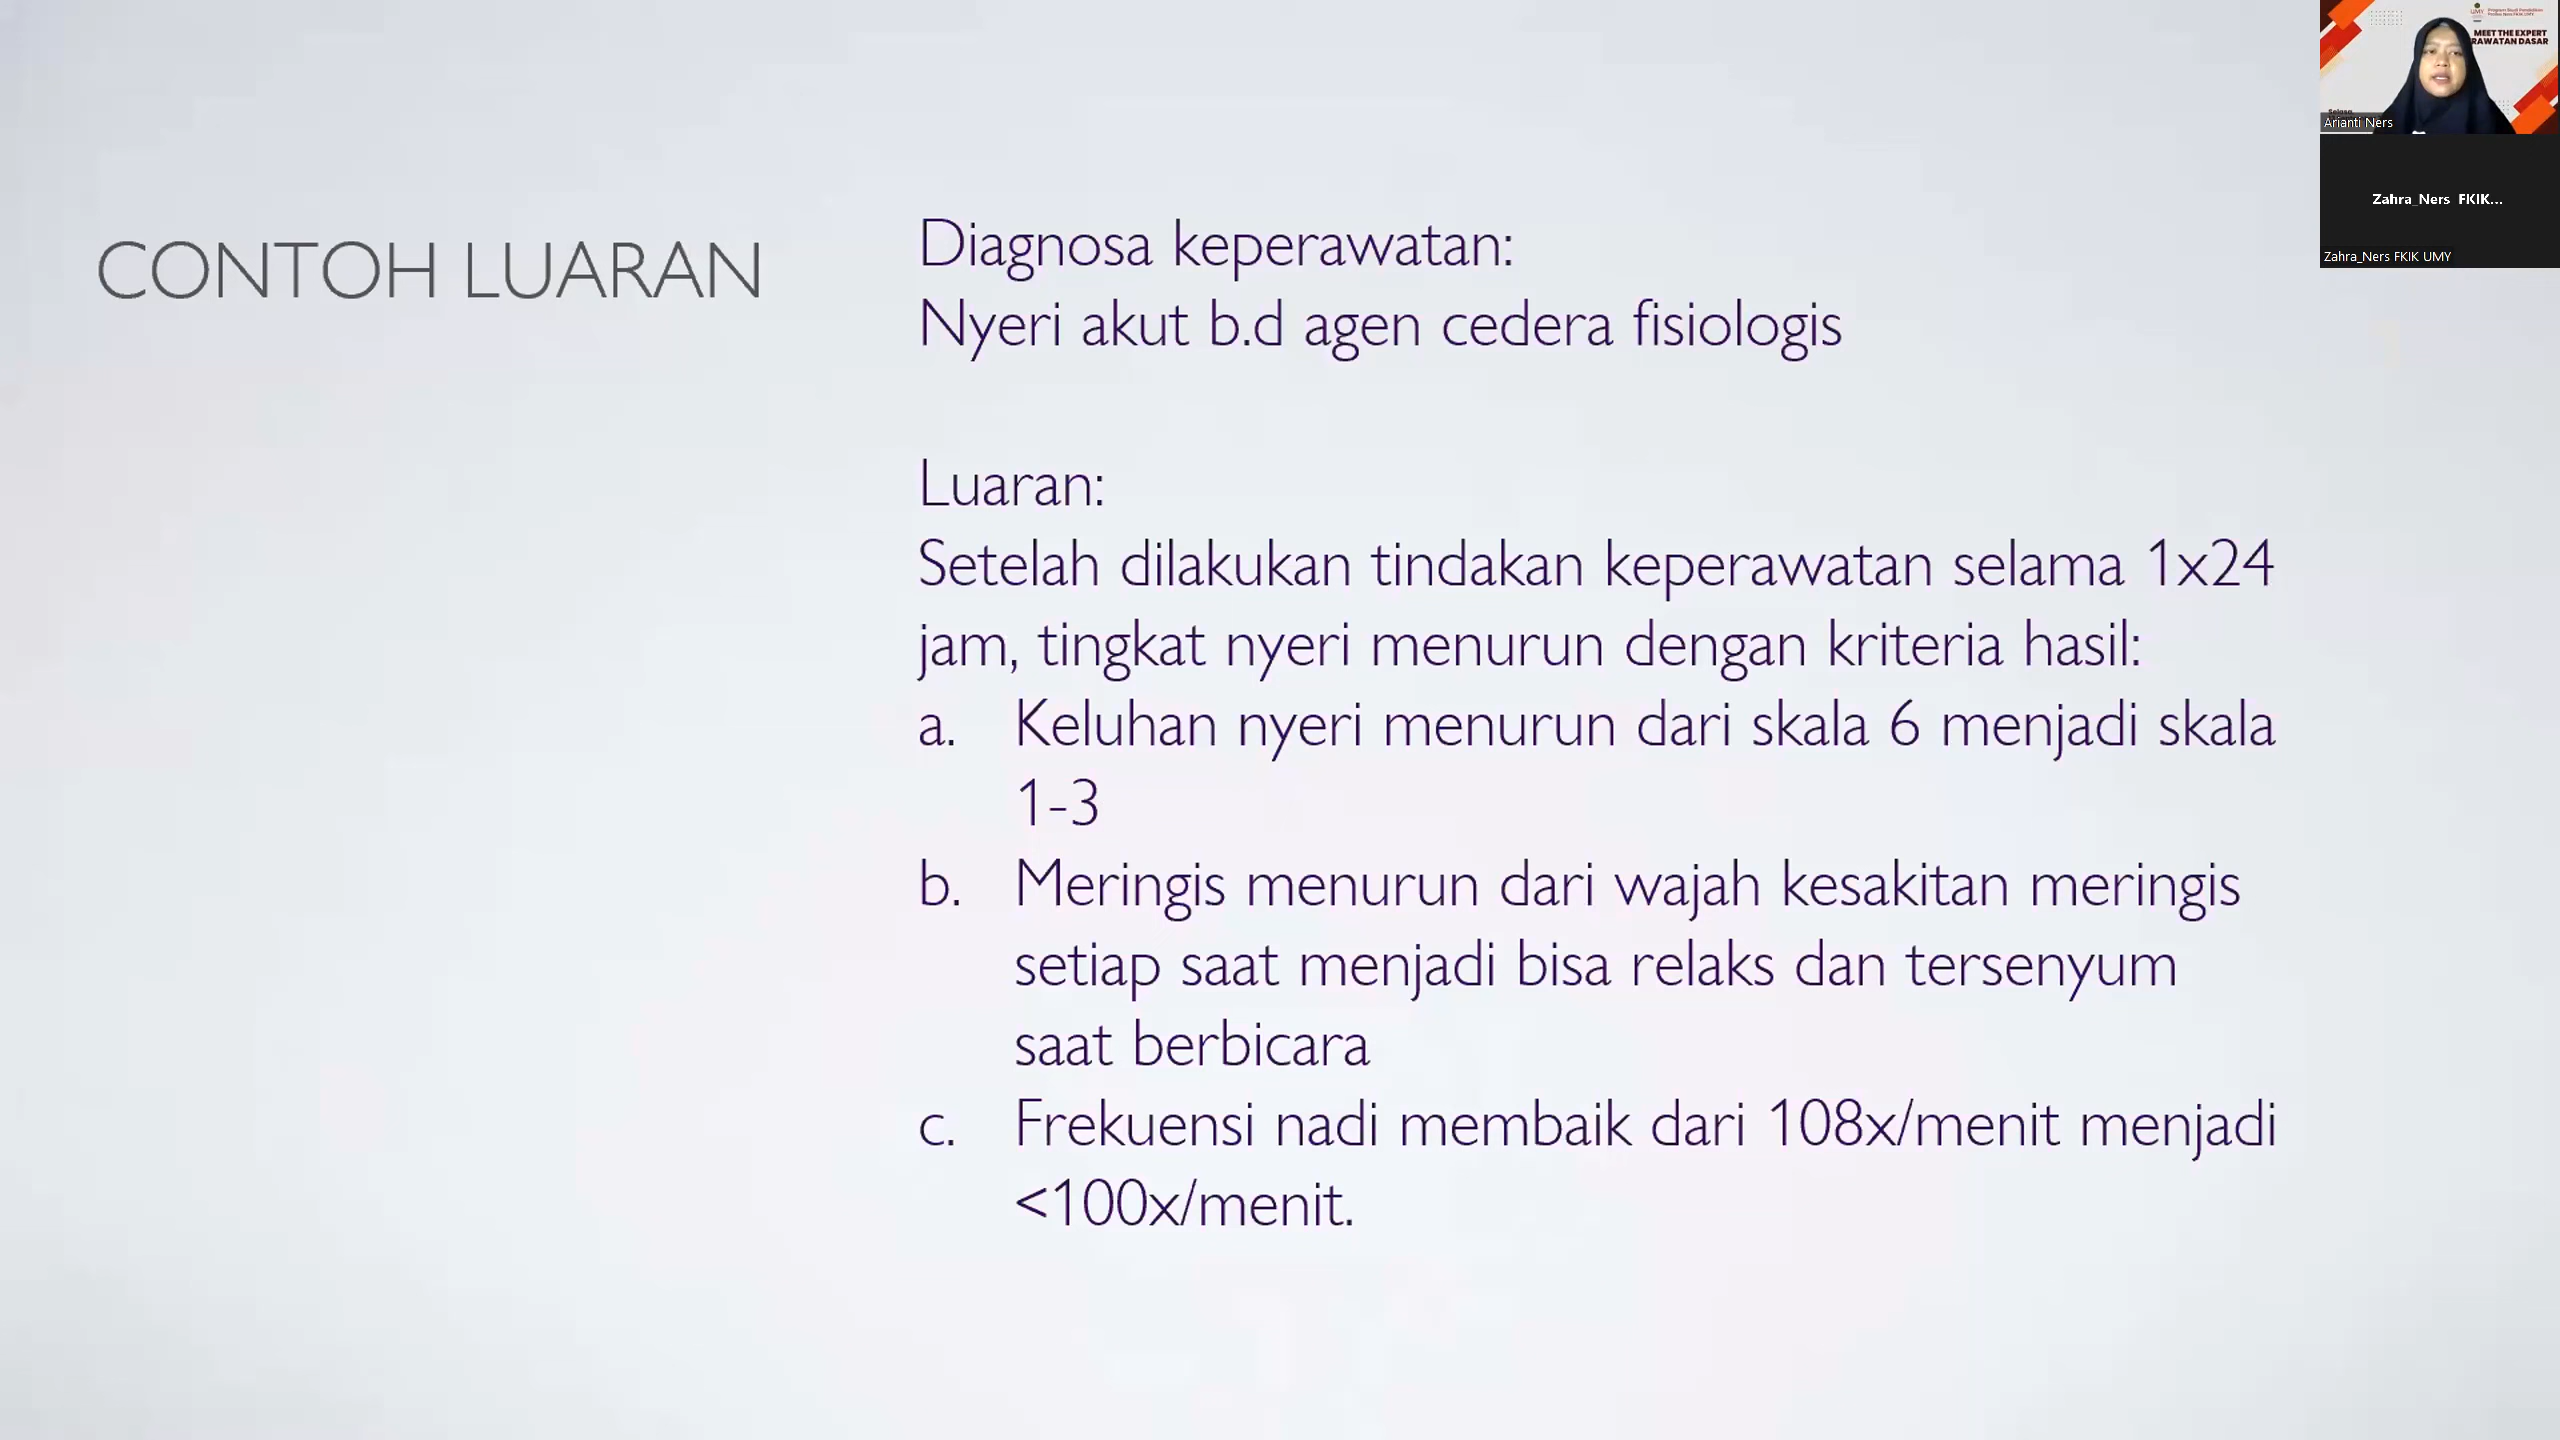 CONTOH LUARAN
Diagnosa keperawatan:
Nyeri akut b.d agen cedera fisiologis
Luaran:
Setelah dilakukan tindakan keperawatan selama 1x24
jam, tingkat nyeri menurun dengan kriteria hasil:
a. Keluhan nyeri menurun dari skala 6 menjadi skala
1-3
b. Meringis menurun dari wajah kesakitan meringis
setiap saat menjadi bisa relaks dan tersenyum
saat berbicara
c. Frekuensi nadi membaik dari 108x/menit menjadi
<100x/menit.
UMY
MEET THE EXPERT
RAWATAN DASAR
Arianti Ners
Zahra_Ners FKIK...
Zahra_Ners FKIK UMY